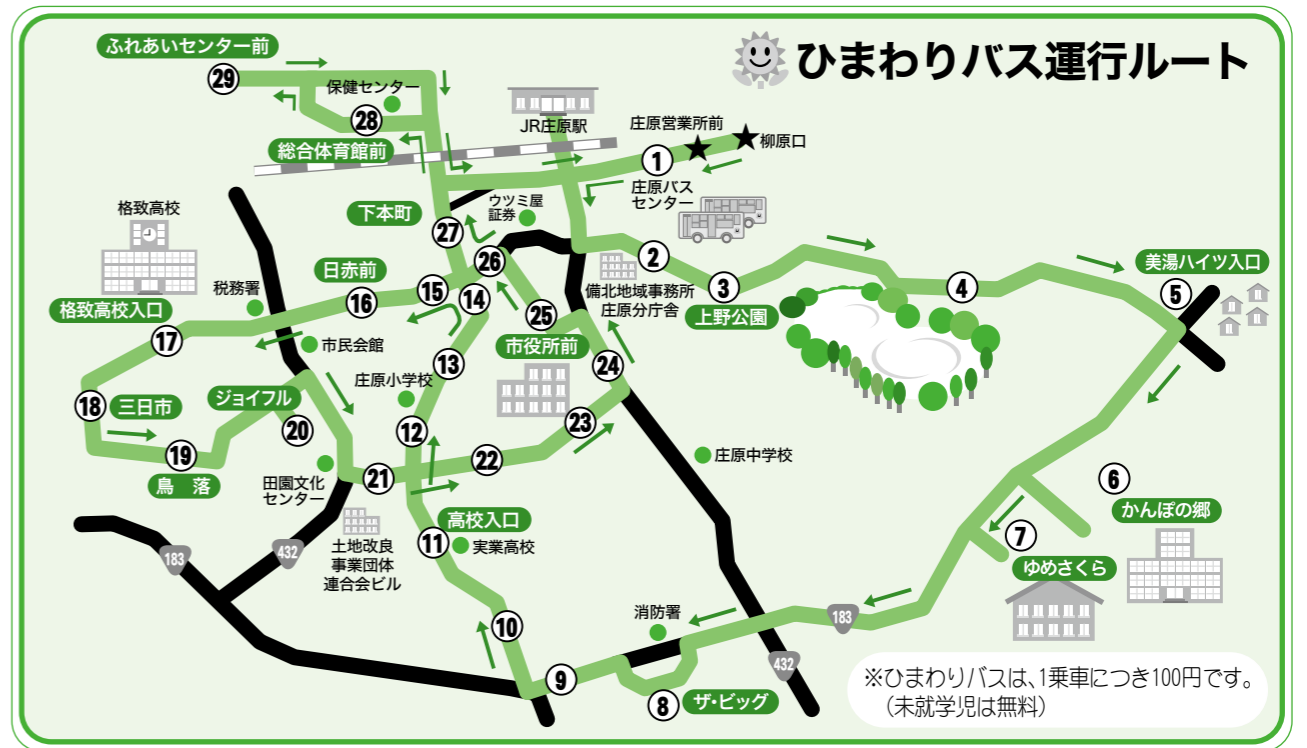 ひまわりバス運行ルート
ふれあいセンター前
29
保健センター
28
総合体育館前
JR庄原駅
庄原営業所前
柳原口
1
庄原バス
センター
格致高校
下本町
27
ウツミ屋
証券
26
2
備北地域事務所
庄原分庁舎
3
上野公園
4
美湯ハイツ入口
5
日赤前
税務署
16
15
14
格致高校入口
17
市民会館
25
市役所前
24
13
庄原小学校
18
三日市
ジョイフル
20
12
23
19
鳥 落
田園文化
センター
21
22
庄原中学校
6
かんぽの郷
高校入口
11
実業高校
7
ゆめさくら
183
432
土地改良
事業団体
連合会ビル
10
消防署
183
9
8
ザ・ビッグ
432
※ひまわりバスは、1乗車につき100円です。
(未就学児は無料)